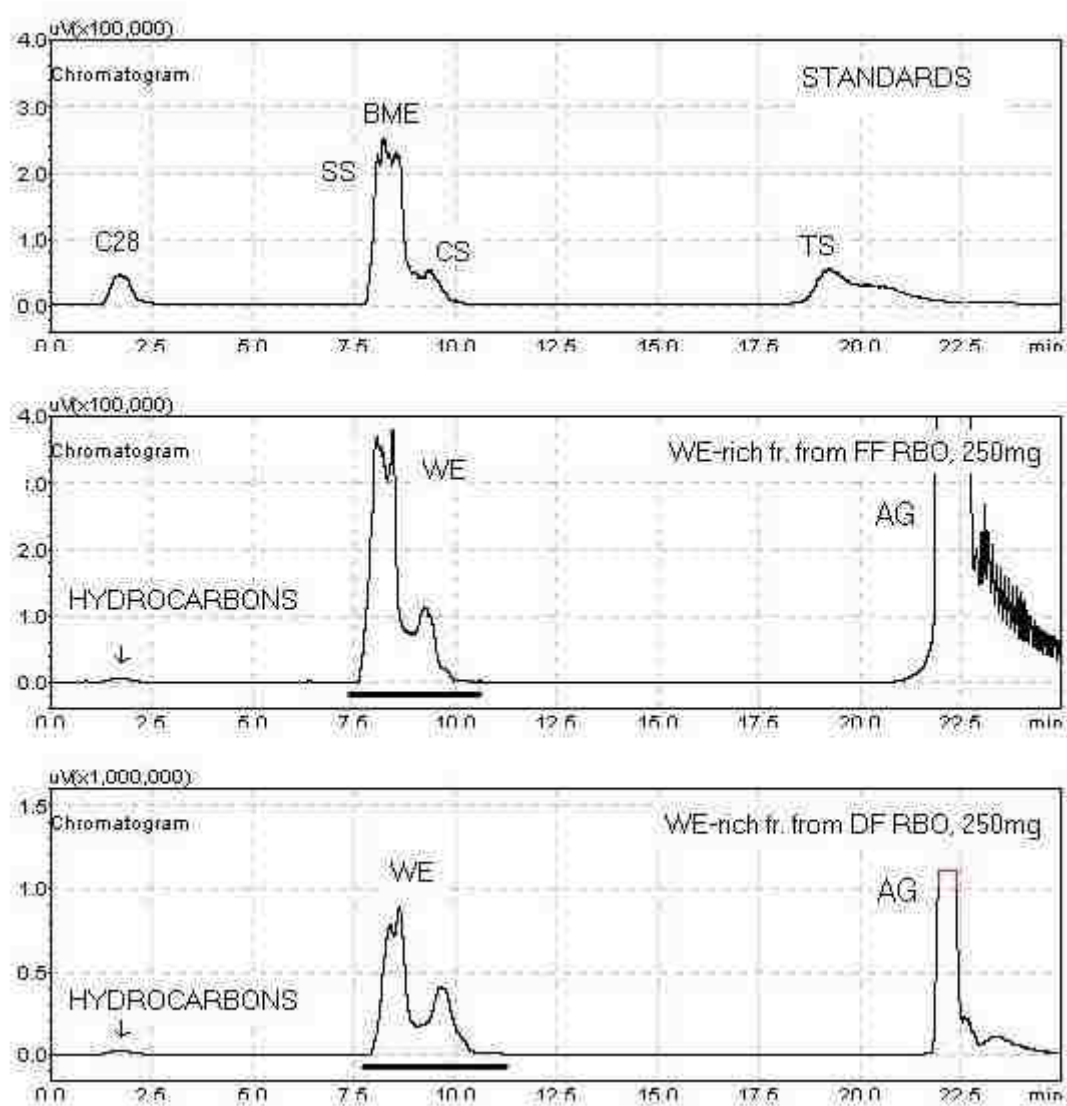 uV(x100,000)
4.0
Chromatogram
STANDARDS
3.0
BME
SS
2.0
C28
CS
TS
1.0
0.0
0.0 2.5 5.0 7.5 10.0 12.5 15.0 17.5 20.0 22.5 min
uV(x100,000)
4.0
Chromatogram
WE-rich fr. from FF RBO, 250mg
WE
3.0
AG
2.0
HYDROCARBONS
↓
1.0
0.0
0.0 2.5 5.0 7.5 10.0 12.5 15.0 17.5 20.0 22.5 min
uV(x1,000,000)
1.5
Chromatogram
WE-rich fr. from DF RBO, 250mg
WE
1.0
AG
0.5
HYDROCARBONS
↓
0.0
0.0 2.5 5.0 7.5 10.0 12.5 15.0 17.5 20.0 22.5 min